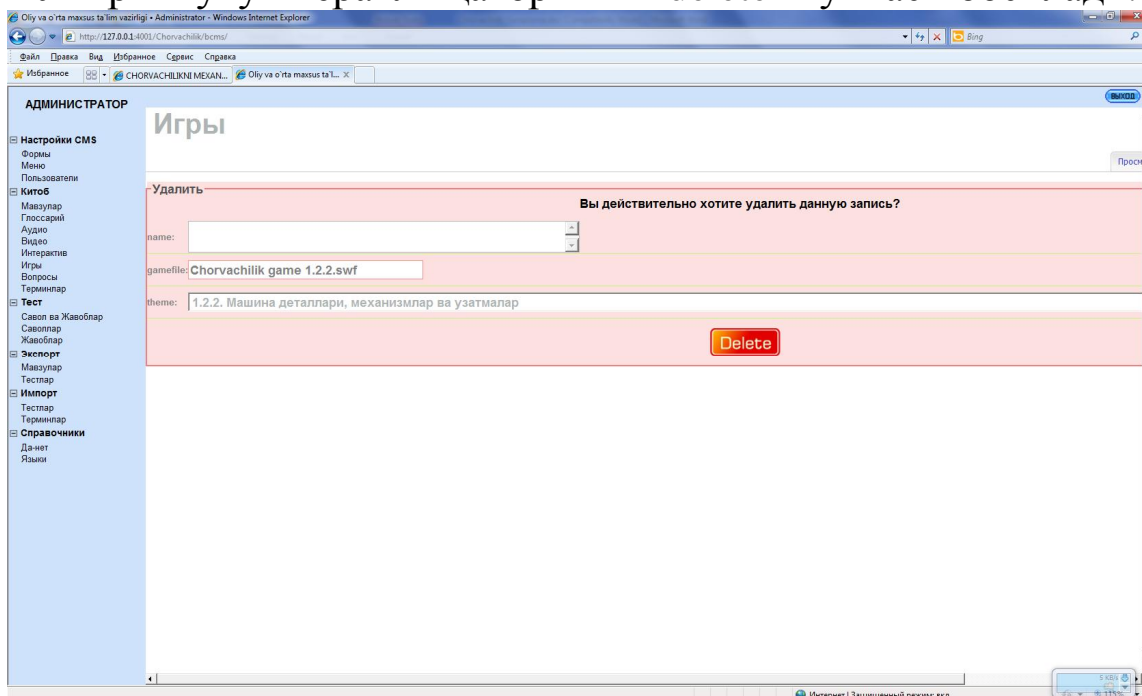 Oliy va o'rta maxsus ta'lim vazirligi • Administrator - Windows Internet Explorer
http://127.0.0.1:4001/Chorvachilik/bcms/
Bing
Файл Правка Вид Избранное Сервис Справка
Избранное CHORVACHILIKNI MEXAN... Oliy va o'rta maxsus ta'l...
АДМИНИСТРАТОР
выход
Настройки CMS
Формы
Меню
Пользователи
Китоб
Мавзулар
Глоссарий
Аудио
Видео
Интерактив
Игры
Вопросы
Терминлар
Тест
Савол ва Жавоблар
Саволлар
Жавоблар
Экспорт
Мавзулар
Тестлар
Импорт
Тестлар
Терминлар
Справочники
Да-нет
Языки
Игры
Просм
Удалить
Вы действительно хотите удалить данную запись?
name:
gamefile: Chorvachilik game 1.2.2.swf
theme: 1.2.2. Машина деталлари, механизмлар ва узатмалар
Delete
Интернет | Защищенный режим: вкл
115%